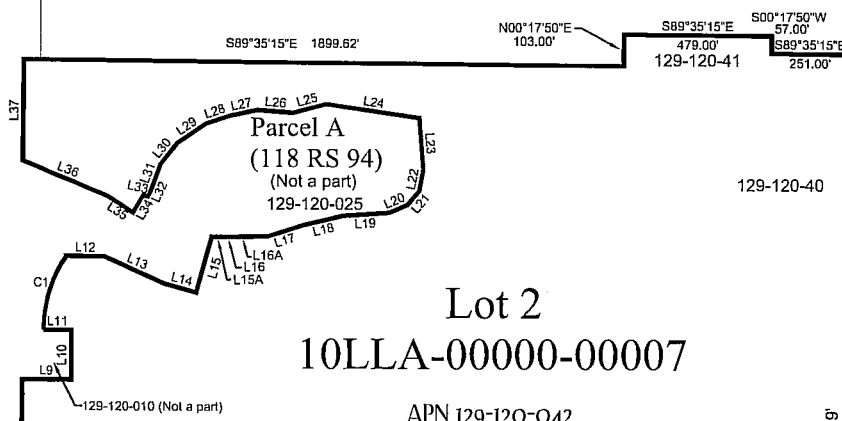 S89°35'15"E 1899.62'
N00°17'50"E
103.00'
S89°35'15"E
479.00'
129-120-41
S00°17'50"W
57.00'
S89°35'15"E
251.00'
L37
L36
L35
L34
L33
L32
L31
L30
L29
L28
L27
L26
L25
L24
L23
L22
L21
L20
L19
L18
L17
Parcel A
(118 RS 94)
(Not a part)
129-120-025
129-120-40
L16A
L16
L15A
L15
L14
L13
L12
C1
L11
L10
L9
129-120-010 (Not a part)
Lot 2
10LLA-00000-00007
APN 129-120-042